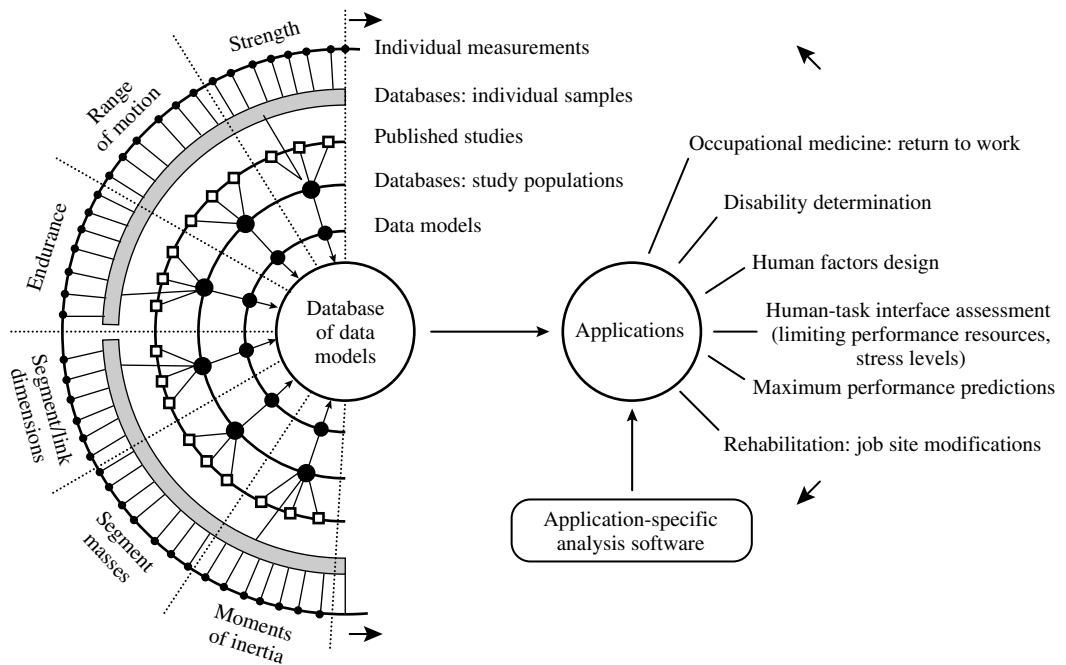 Strength
Range
of motion
Endurance
Segment/link
dimensions
Segment
masses
Moments
of inertia
Individual measurements
Databases: individual samples
Published studies
Databases: study populations
Data models
Database
of data
models
Applications
Occupational medicine: return to work
Disability determination
Human factors design
Human-task interface assessment
(limiting performance resources,
stress levels)
Maximum performance predictions
Rehabilitation: job site modifications
Application-specific
analysis software